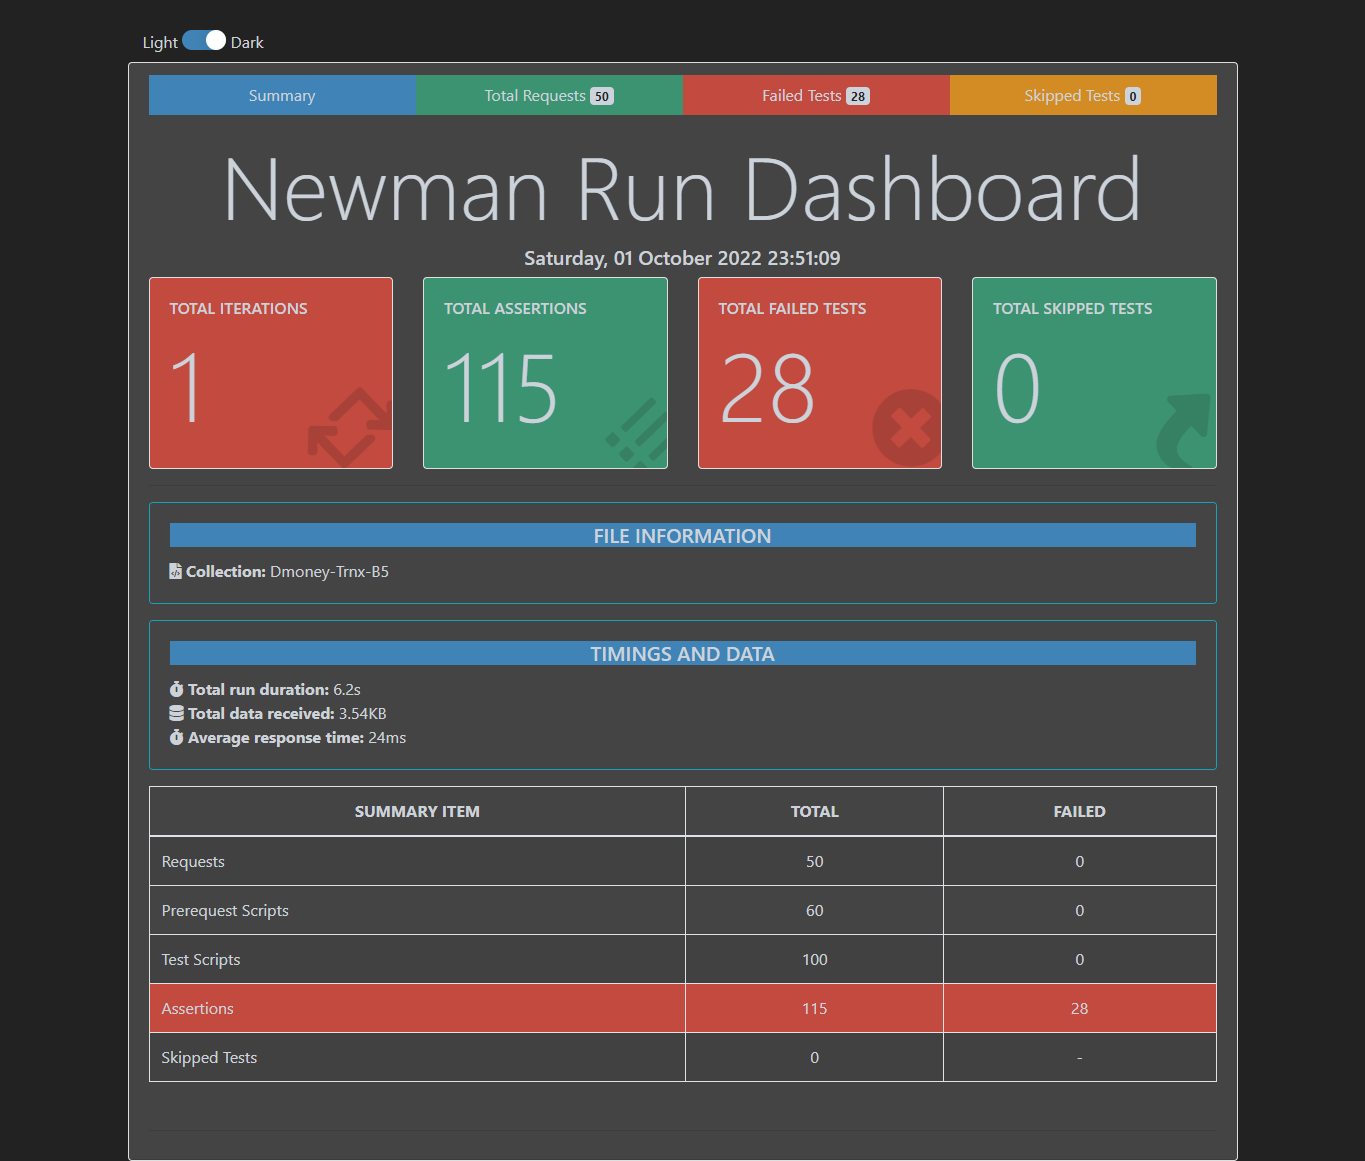 Light Dark
Summary Total Requests 50 Failed Tests 28 Skipped Tests 0
Newman Run Dashboard
Saturday, 01 October 2022 23:51:09
TOTAL ITERATIONS TOTAL ASSERTIONS TOTAL FAILED TESTS TOTAL SKIPPED TESTS
1 115 28 0
FILE INFORMATION
Collection: Dmoney-Trnx-B5
TIMINGS AND DATA
Total run duration: 6.2s
Total data received: 3.54KB
Average response time: 24ms
SUMMARY ITEM TOTAL FAILED
Requests 50 0
Prerequest Scripts 60 0
Test Scripts 100 0
Assertions 115 28
Skipped Tests 0 -